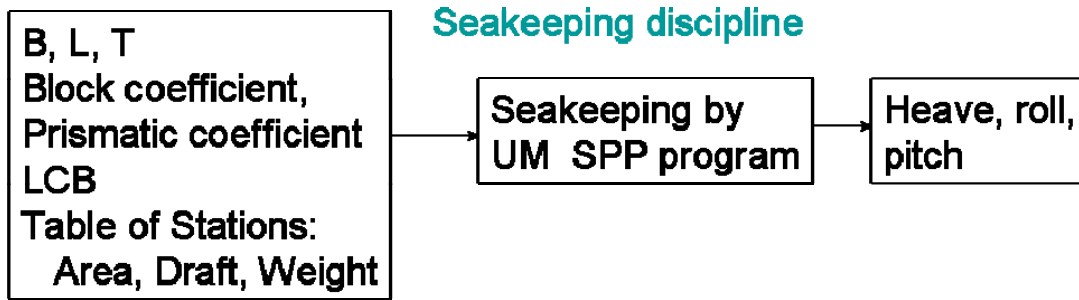 Seakeeping discipline
B, L, T
Block coefficient,
Prismatic coefficient
LCB
Table of Stations:
Area, Draft, Weight
Seakeeping by
UM SPP program
Heave, roll,
pitch